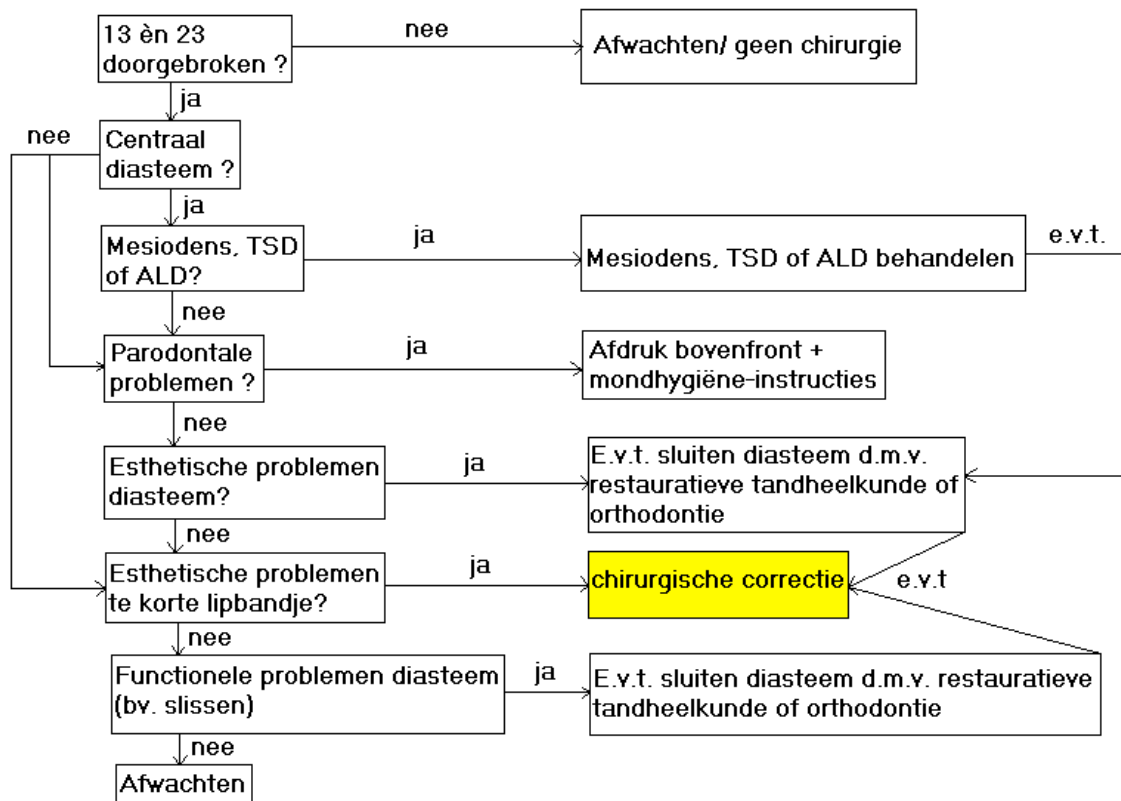 13 èn 23
doorgebroken ?
nee
Afwachten/ geen chirurgie
ja
nee
Centraal
diasteem ?
ja
Mesiodens, TSD
of ALD?
ja
Mesiodens, TSD of ALD behandelen
e.v.t.
nee
Parodontale
problemen ?
ja
Afdruk bovenfront +
mondhygiëne-instructies
nee
Esthetische problemen
diasteem?
ja
E.v.t. sluiten diasteem d.m.v.
restauratieve tandheelkunde of
orthodontie
nee
Esthetische problemen
te korte lipbandje?
ja
chirurgische correctie
e.v.t
nee
Functionele problemen diasteem
(bv. slissen)
ja
E.v.t. sluiten diasteem d.m.v. restauratieve
tandheelkunde of orthodontie
nee
Afwachten